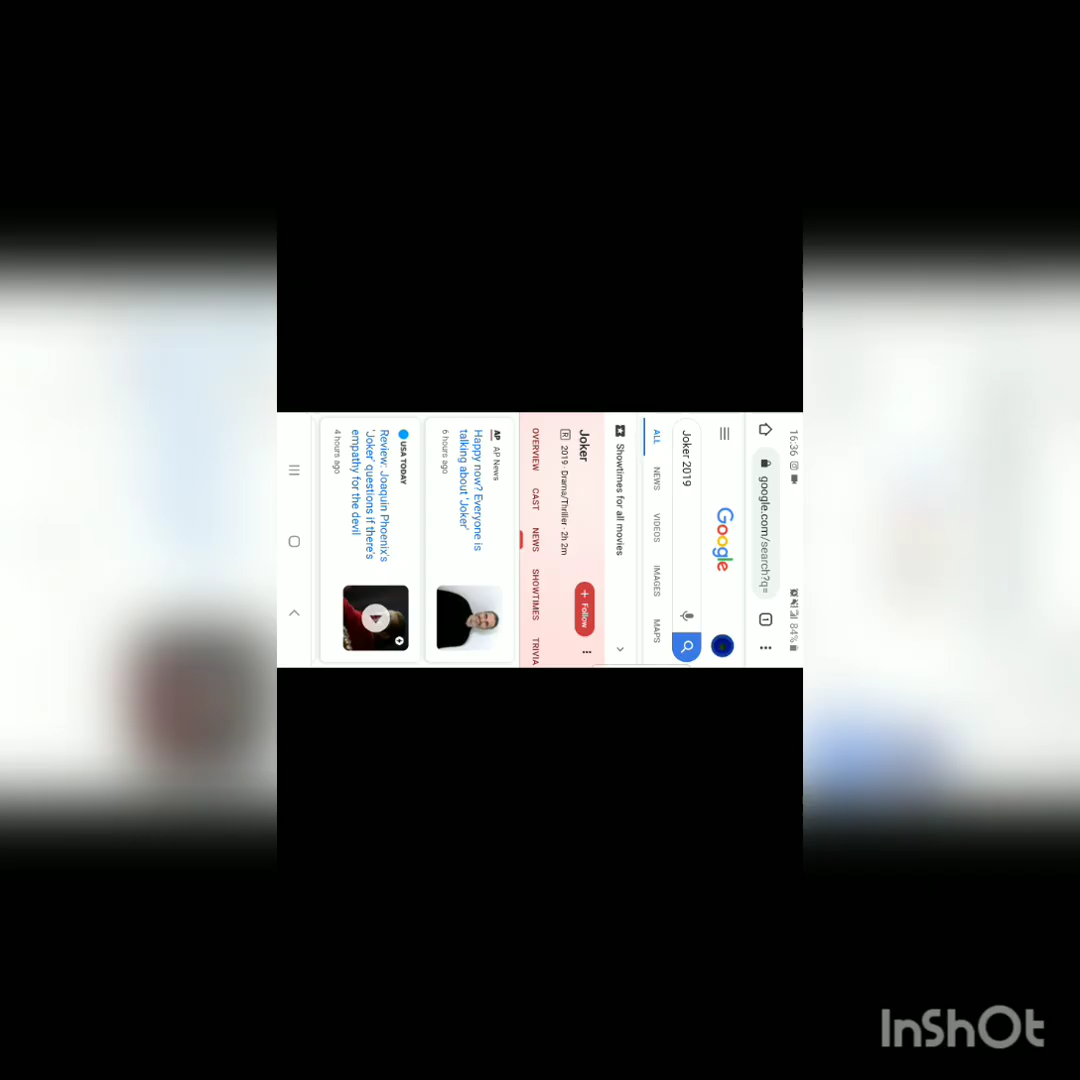 16:36
84%
google.com/search?q=
1
Google
Joker 2019
ALL NEWS VIDEOS IMAGES MAPS
Showtimes for all movies
Joker
R 2019 · Drama/Thriller · 2h 2m
+ Follow
OVERVIEW CAST NEWS SHOWTIMES TRIVIA
AP AP News
Happy now? Everyone is
talking about 'Joker'
6 hours ago
USA TODAY
Review: Joaquin Phoenix's
'Joker' questions if there's
empathy for the devil
4 hours ago
InShOt